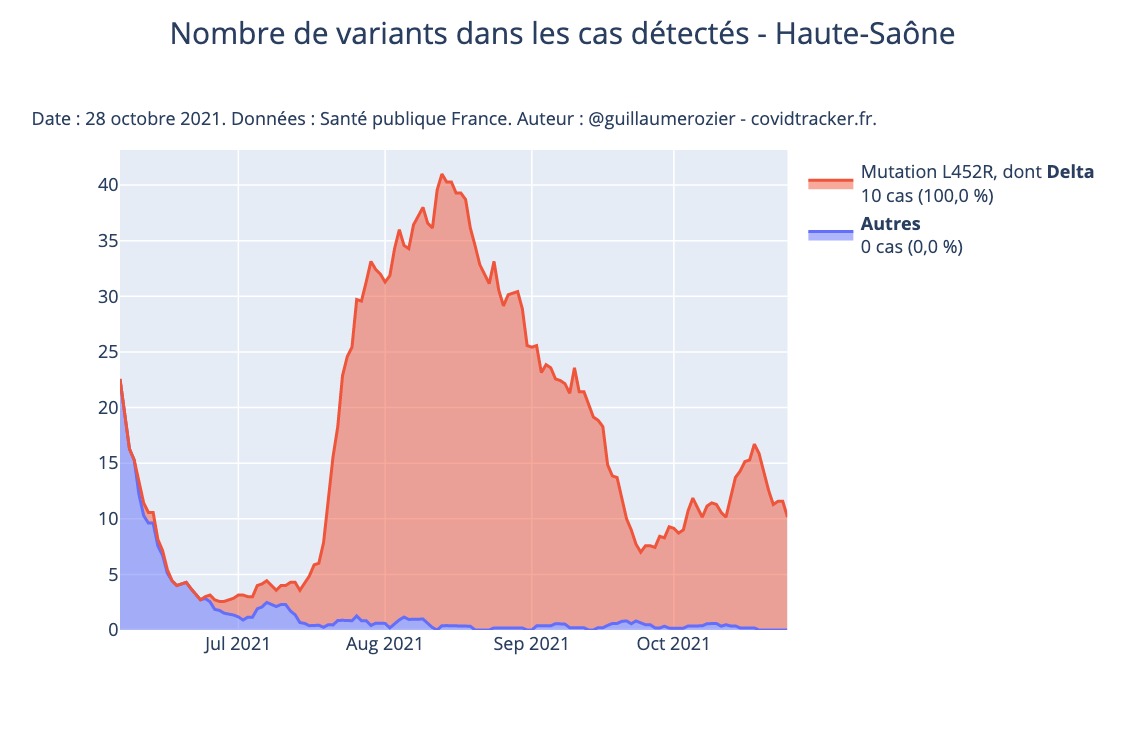 Nombre de variants dans les cas détectés - Haute-Saône
Date : 28 octobre 2021. Données : Santé publique France. Auteur : @guillaumerozier - covidtracker.fr.
Mutation L452R, dont Delta
10 cas (100,0 %)
Autres
0 cas (0,0 %)
40
35
30
25
20
15
10
5
0
Jul 2021
Aug 2021
Sep 2021
Oct 2021